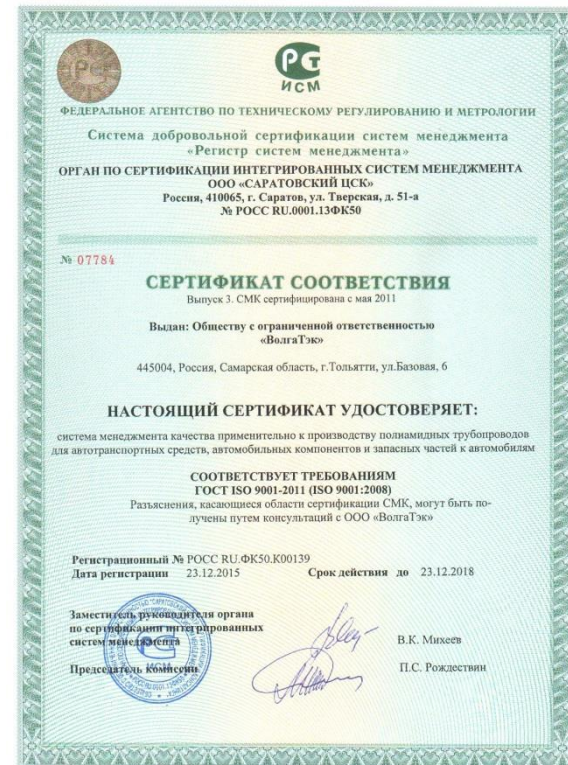 РСТ
ИСМ
ФЕДЕРАЛЬНОЕ АГЕНТСТВО ПО ТЕХНИЧЕСКОМУ РЕГУЛИРОВАНИЮ И МЕТРОЛОГИИ
Система добровольной сертификации систем менеджмента
«Регистр систем менеджмента»
ОРГАН ПО СЕРТИФИКАЦИИ ИНТЕГРИРОВАННЫХ СИСТЕМ МЕНЕДЖМЕНТА
ООО «САРАТОВСКИЙ ЦСК»
Россия, 410065, г. Саратов, ул. Тверская, д. 51-а
№ РОСС RU.0001.13ФК50
№ 07784
СЕРТИФИКАТ СООТВЕТСТВИЯ
Выпуск 3. СМК сертифицирована с мая 2011
Выдан: Обществу с ограниченной ответственностью
«ВолгаТэк»
445004, Россия, Самарская область, г.Тольятти, ул.Базовая, 6
НАСТОЯЩИЙ СЕРТИФИКАТ УДОСТОВЕРЯЕТ:
система менеджмента качества применительно к производству полиамидных трубопроводов
для автотранспортных средств, автомобильных компонентов и запасных частей к автомобилям
СООТВЕТСТВУЕТ ТРЕБОВАНИЯМ
ГОСТ ISO 9001-2011 (ISO 9001:2008)
Разъяснения, касающиеся области сертификации СМК, могут быть по-
лучены путем консультаций с ООО «ВолгаТэк»
Регистрационный № РОСС RU.ФК50.К00139
Дата регистрации 23.12.2015 Срок действия до 23.12.2018
Заместитель руководителя органа
по сертификации интегрированных
систем менеджмента В.К. Михеев
Председатель комиссии П.С. Рождествин
ИСМ